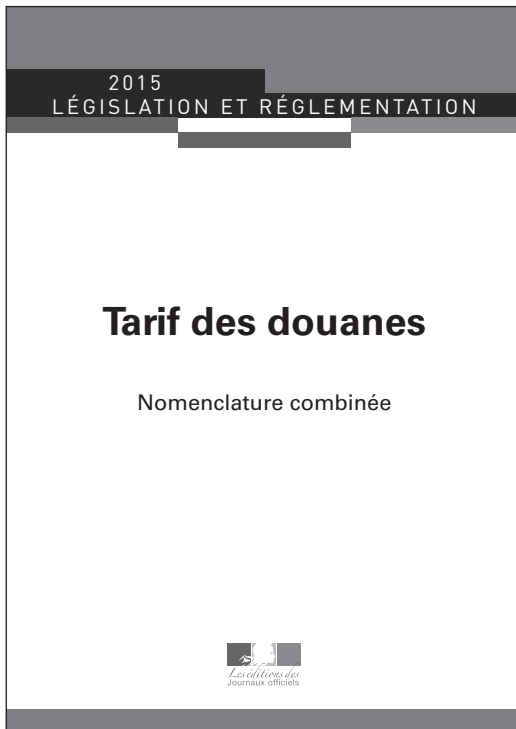 2015
LÉGISLATION ET RÉGLEMENTATION
Tarif des douanes
Nomenclature combinée
Les éditions des
Journaux officiels